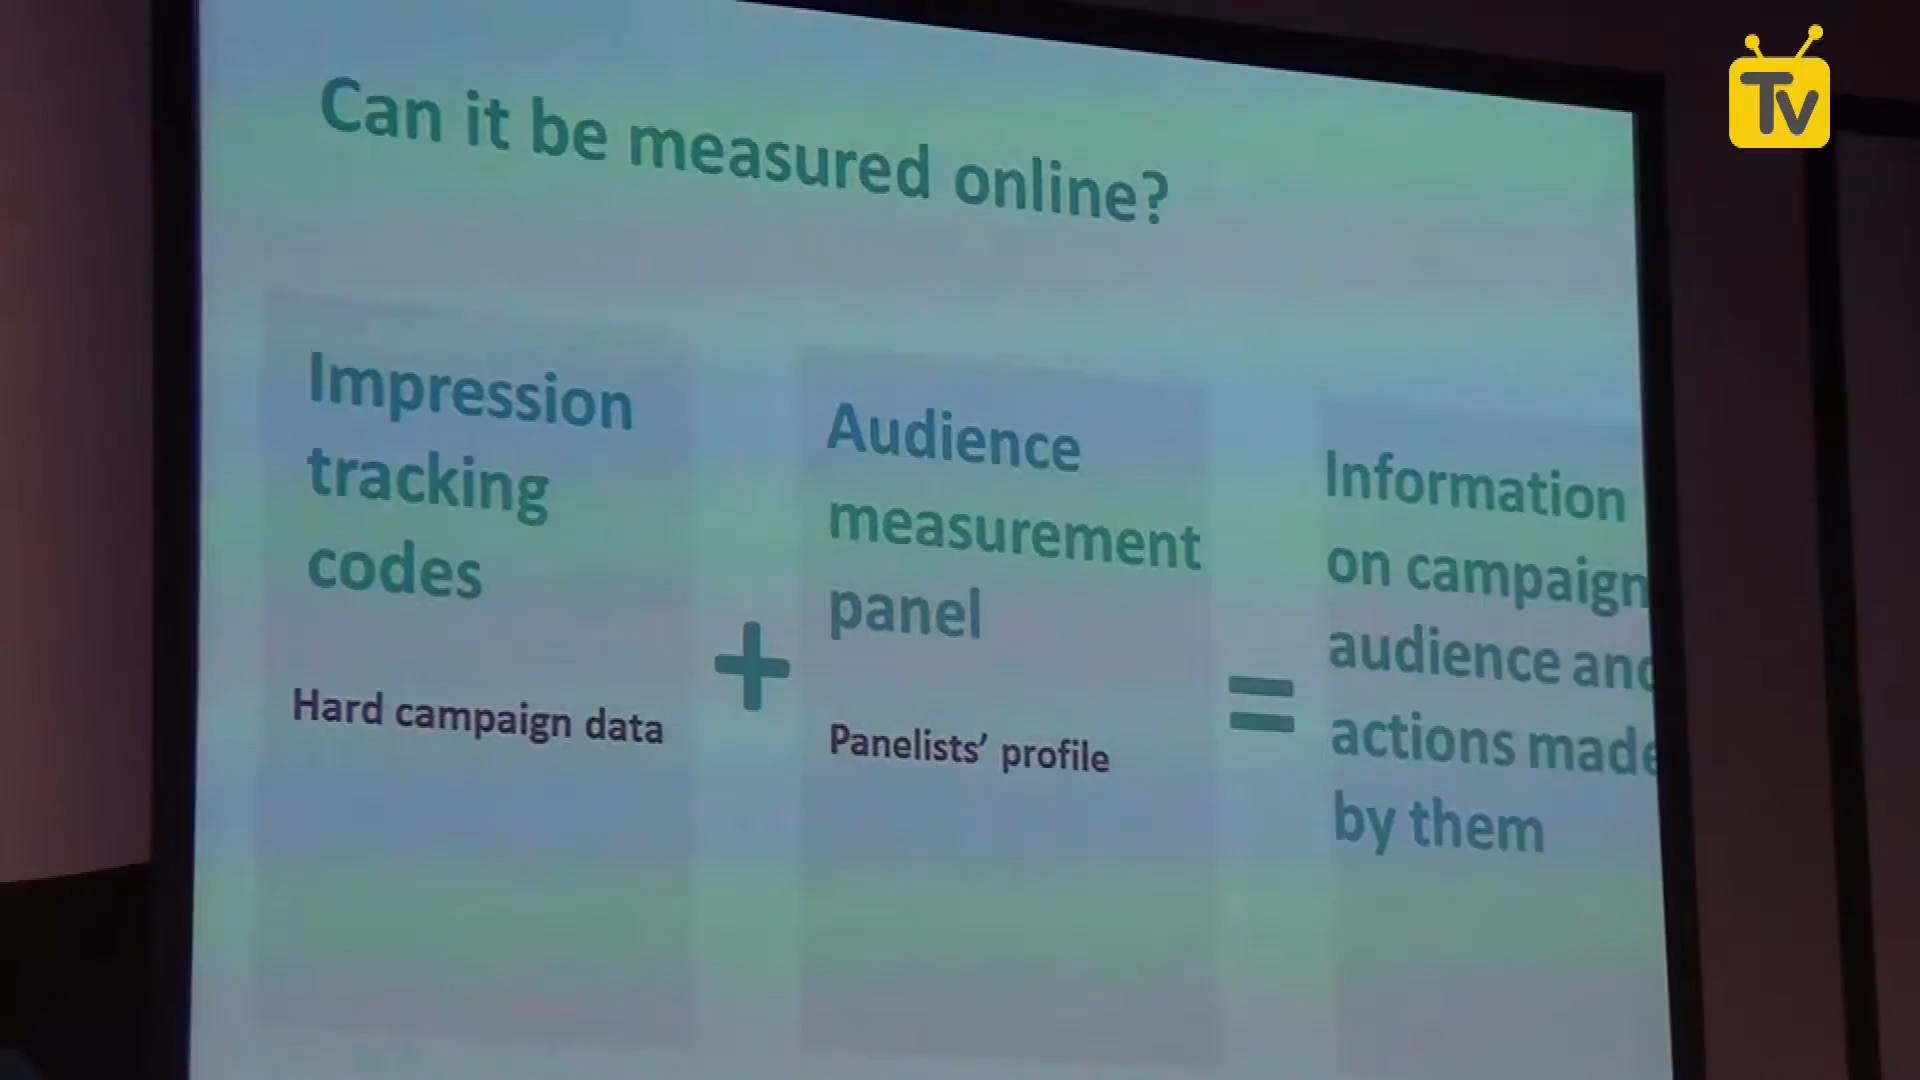 Can it be measured online?
Impression
tracking
codes
Hard campaign data
+
Audience
measurement
panel
Panelists' profile
=
Information
on campaign
audience and
actions made
by them
TV